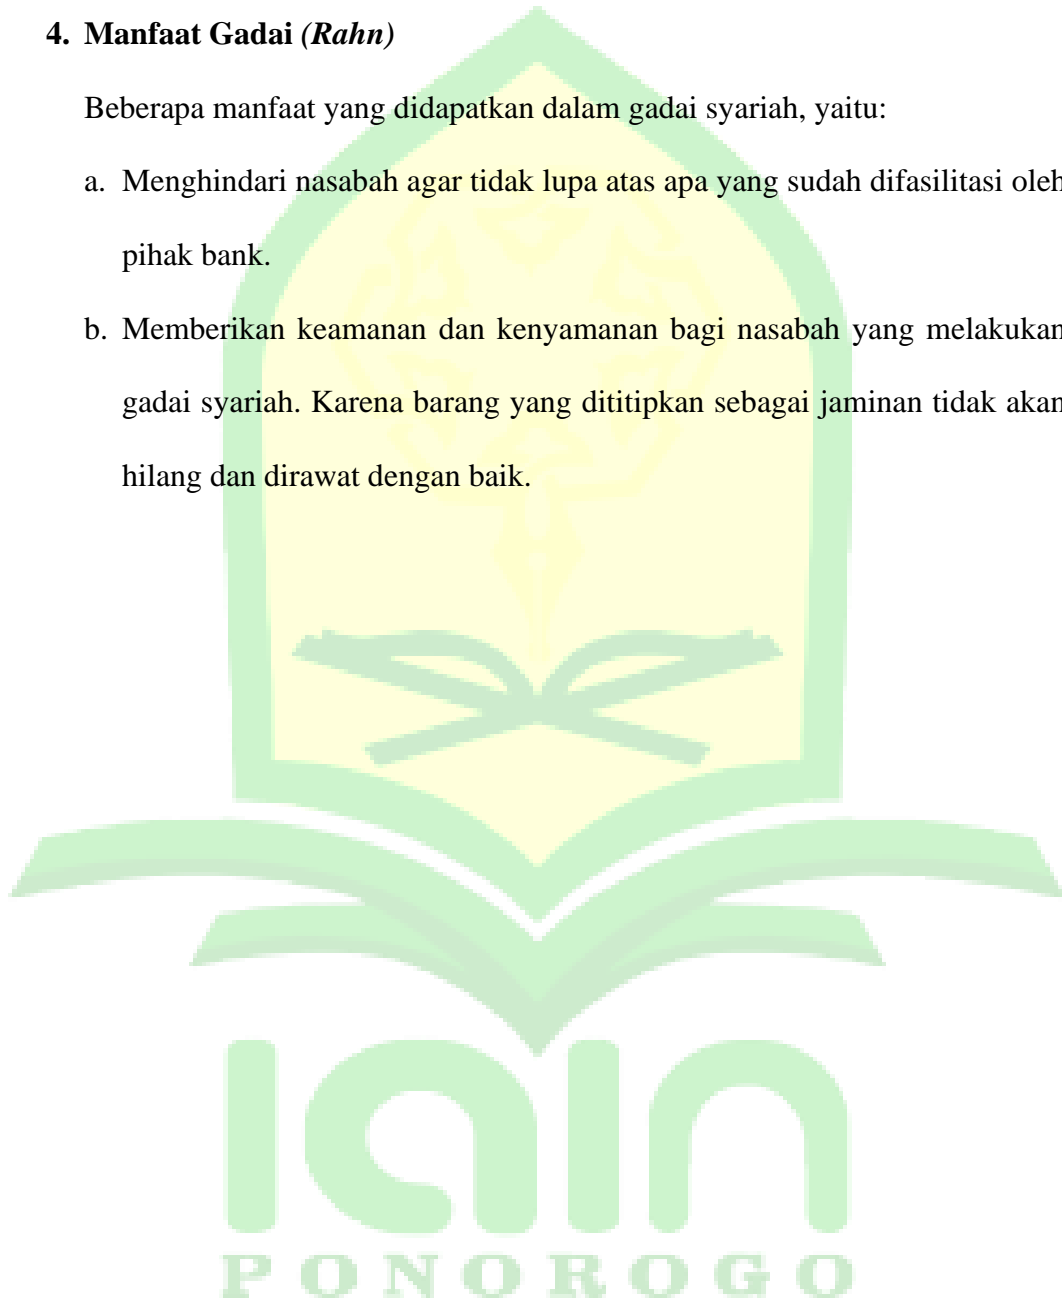 4. Manfaat Gadai (Rahn)
Beberapa manfaat yang didapatkan dalam gadai syariah, yaitu:
a. Menghindari nasabah agar tidak lupa atas apa yang sudah difasilitasi oleh
pihak bank.
b. Memberikan keamanan dan kenyamanan bagi nasabah yang melakukan
gadai syariah. Karena barang yang dititipkan sebagai jaminan tidak akan
hilang dan dirawat dengan baik.
iain
PONOROGO